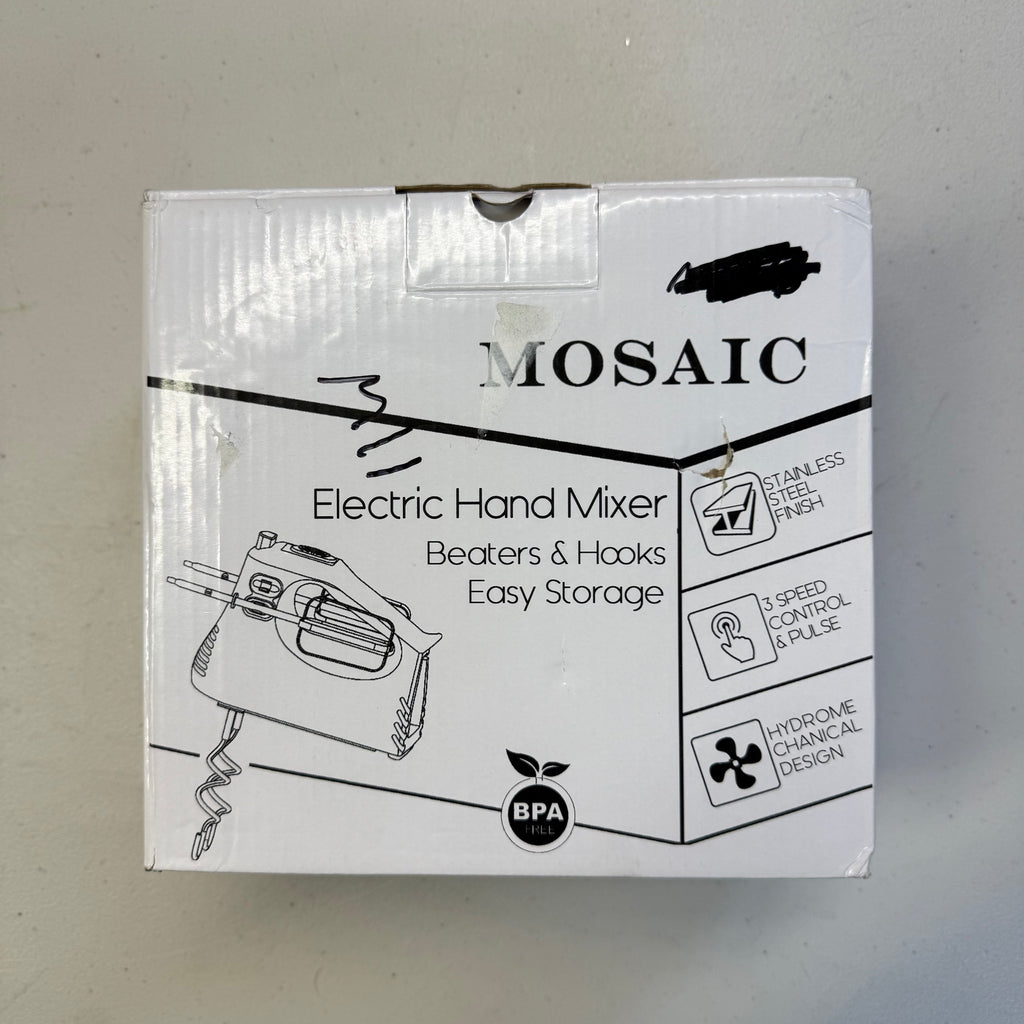 MOSAIC
Electric Hand Mixer
Beaters & Hooks
Easy Storage
STAINLESS
STEEL
FINISH
3 SPEED
CONTROL
& PULSE
HYDROME
CHANICAL
DESIGN
BPA
FREE